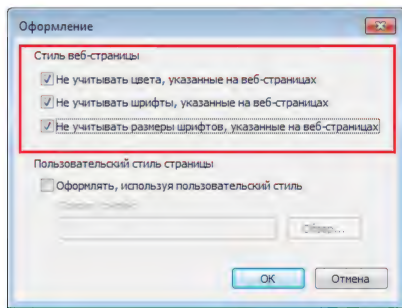 Оформление
Стиль веб-страницы
Не учитывать цвета, указанные на веб-страницах
Не учитывать шрифты, указанные на веб-страницах
Не учитывать размеры шрифтов, указанные на веб-страницах
Пользовательский стиль страницы
Оформлять, используя пользовательский стиль
Обзор...
ОК
Отмена